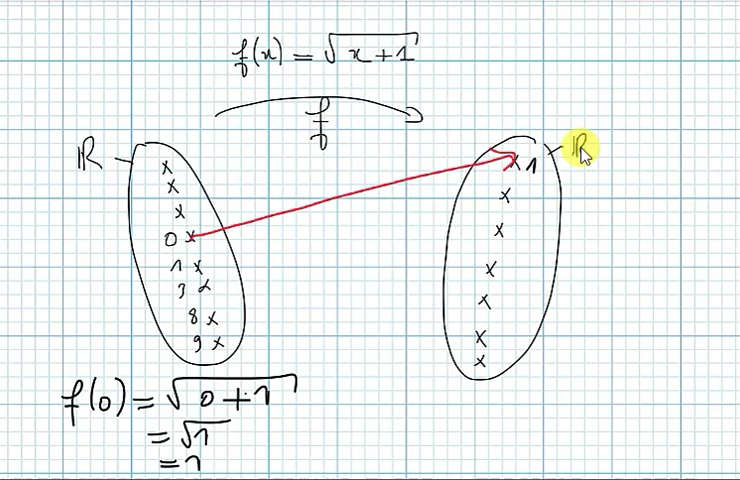 f(x) = √x+1
f
ℝ
ℝ
1
0
1
3
8
9
f(0) = √0+1
= √1
= 1